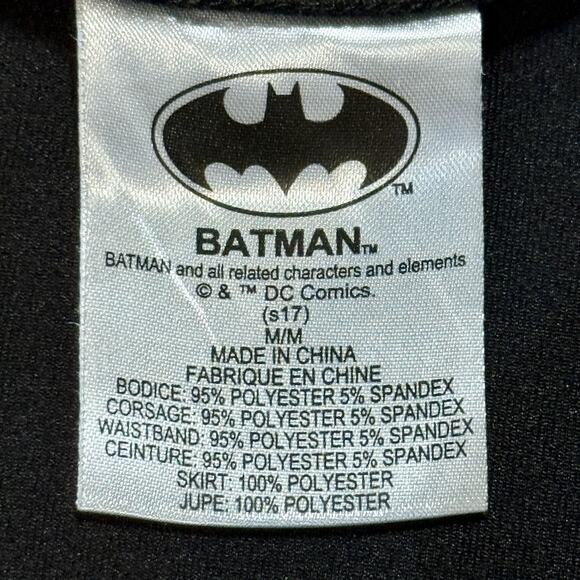 TM
BATMAN™
BATMAN and all related characters and elements
© & ™ DC Comics.
(s17)
M/M
MADE IN CHINA
FABRIQUE EN CHINE
BODICE: 95% POLYESTER 5% SPANDEX
CORSAGE: 95% POLYESTER 5% SPANDEX
WAISTBAND: 95% POLYESTER 5% SPANDEX
CEINTURE: 95% POLYESTER 5% SPANDEX
SKIRT: 100% POLYESTER
JUPE: 100% POLYESTER